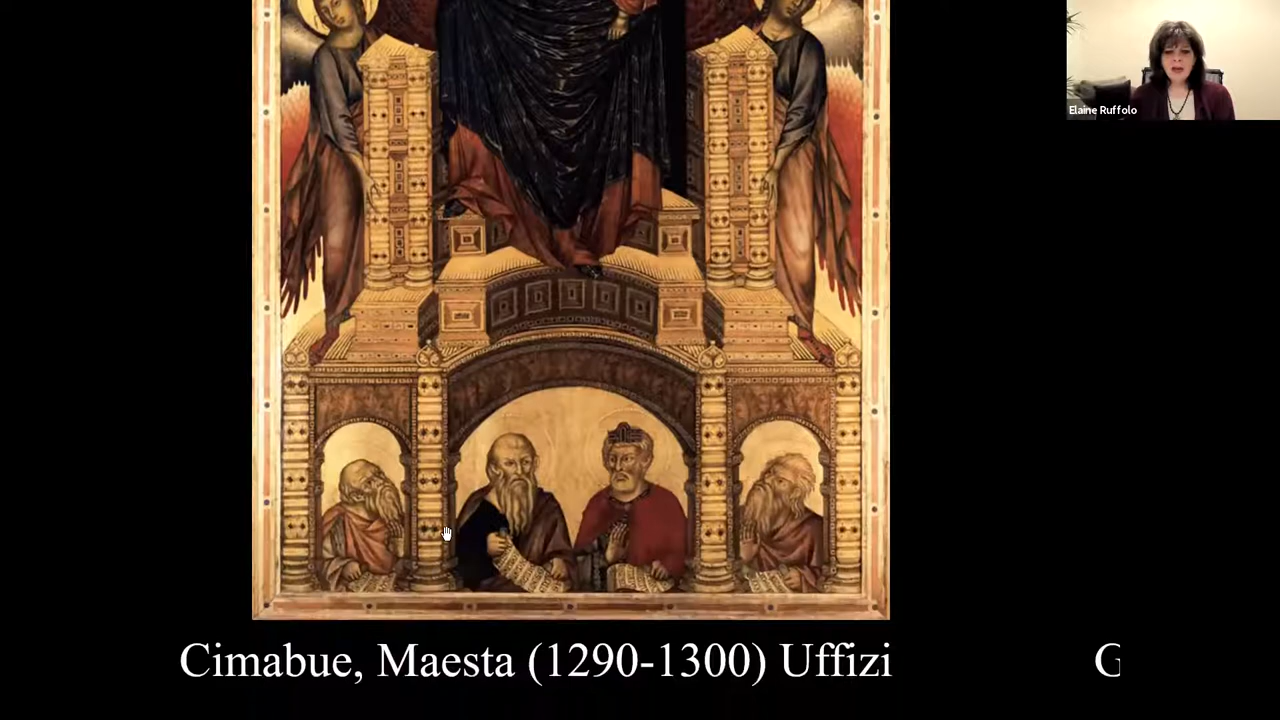 Elaine Ruffolo
Cimabue, Maesta (1290-1300) Uffizi
G